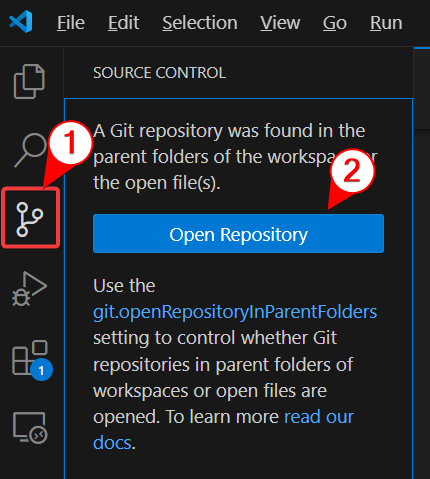 File Edit Selection View Go Run
SOURCE CONTROL
A Git repository was found in the
parent folders of the workspace or
the open file(s).
1
2
Open Repository
Use the
git.openRepositoryInParentFolders
setting to control whether Git
repositories in parent folders of
workspaces or open files are
opened. To learn more read our
docs.
1